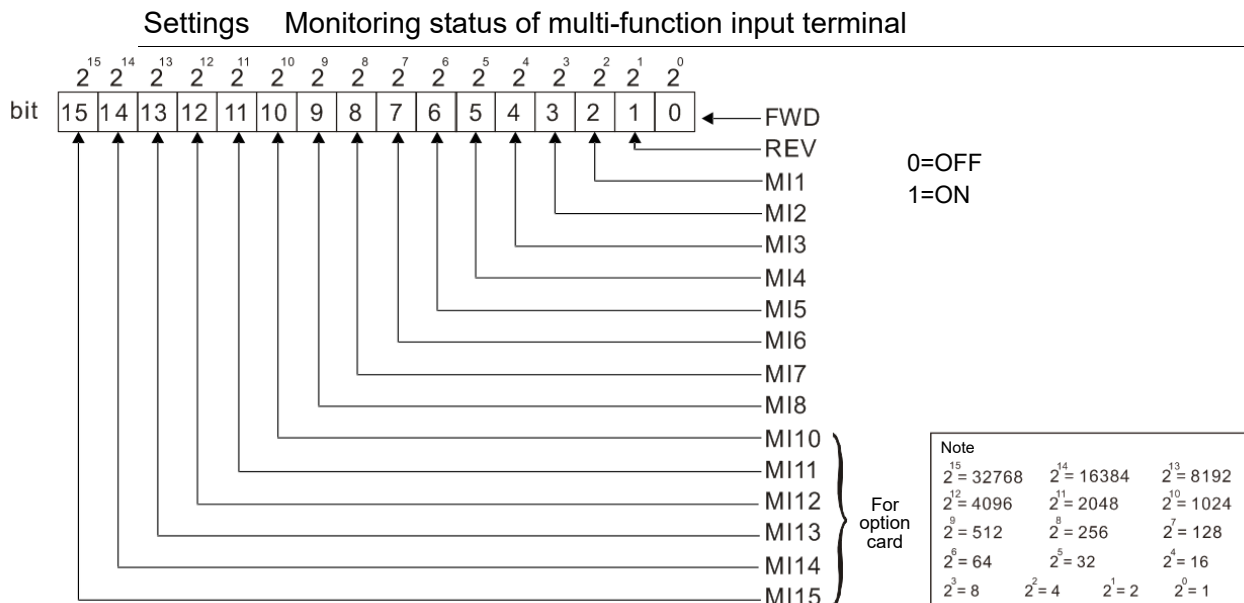 Settings Monitoring status of multi-function input terminal
2^15 2^14 2^13 2^12 2^11 2^10 2^9 2^8 2^7 2^6 2^5 2^4 2^3 2^2 2^1 2^0
bit 15 14 13 12 11 10 9 8 7 6 5 4 3 2 1 0
FWD
REV
MI1
MI2
MI3
MI4
MI5
MI6
MI7
MI8
MI10
MI11
MI12
MI13
MI14
MI15
0=OFF
1=ON
For
option
card
Note
2^15=32768 2^14=16384 2^13=8192
2^12=4096 2^11=2048 2^10=1024
2^9=512 2^8=256 2^7=128
2^6=64 2^5=32 2^4=16
2^3=8 2^2=4 2^1=2 2^0=1